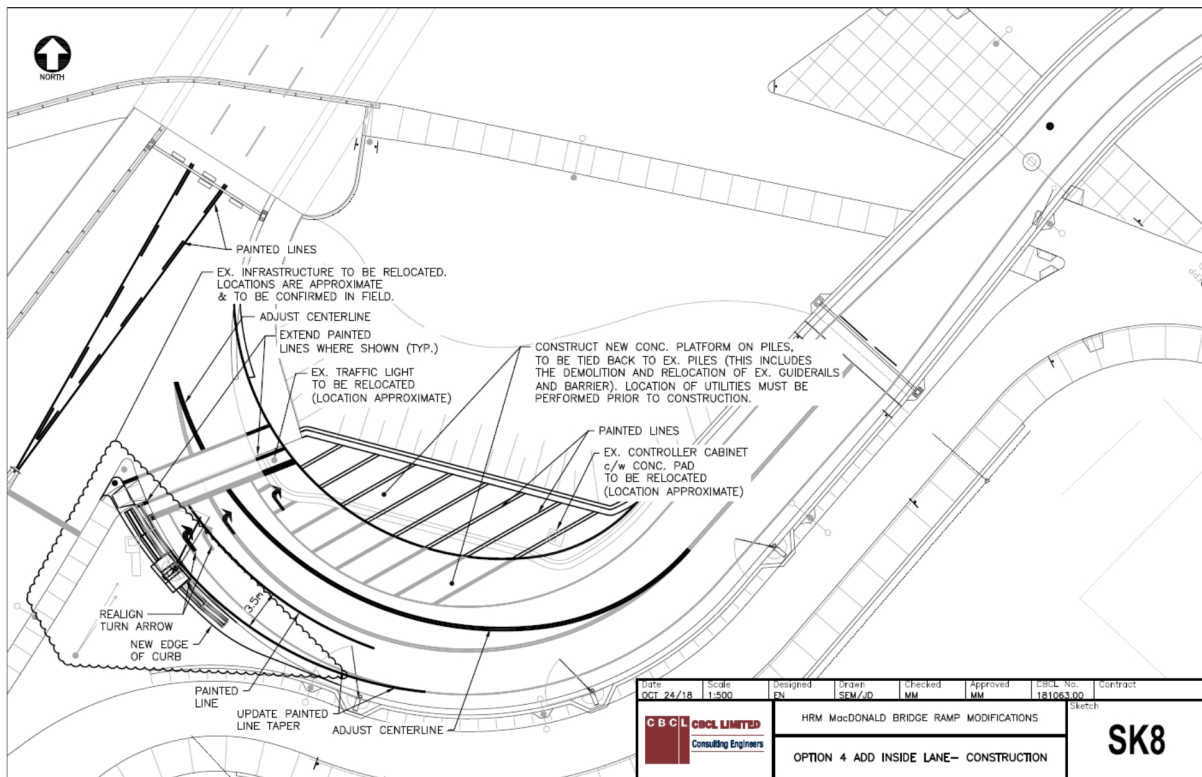 NORTH
PAINTED LINES
EX. INFRASTRUCTURE TO BE RELOCATED.
LOCATIONS ARE APPROXIMATE
& TO BE CONFIRMED IN FIELD.
ADJUST CENTERLINE
EXTEND PAINTED
LINES WHERE SHOWN (TYP.)
EX. TRAFFIC LIGHT
TO BE RELOCATED
(LOCATION APPROXIMATE)
CONSTRUCT NEW CONC. PLATFORM ON PILES,
TO BE TIED BACK TO EX. PILES (THIS INCLUDES
THE DEMOLITION AND RELOCATION OF EX. GUIDERAILS
AND BARRIER). LOCATION OF UTILITIES MUST BE
PERFORMED PRIOR TO CONSTRUCTION.
PAINTED LINES
EX. CONTROLLER CABINET
c/w CONC. PAD
TO BE RELOCATED
(LOCATION APPROXIMATE)
3.5m
REALIGN
TURN ARROW
NEW EDGE
OF CURB
PAINTED
LINE
UPDATE PAINTED
LINE TAPER
ADJUST CENTERLINE
Date Scale Designed Drawn Checked Approved CBCL No. Contract
OCT 24/18 1:500 EN SEM/JD MM MM 181063.00
CBCL CBCL LIMITED
Consulting Engineers
HRM MacDONALD BRIDGE RAMP MODIFICATIONS
OPTION 4 ADD INSIDE LANE– CONSTRUCTION
Sketch
SK8